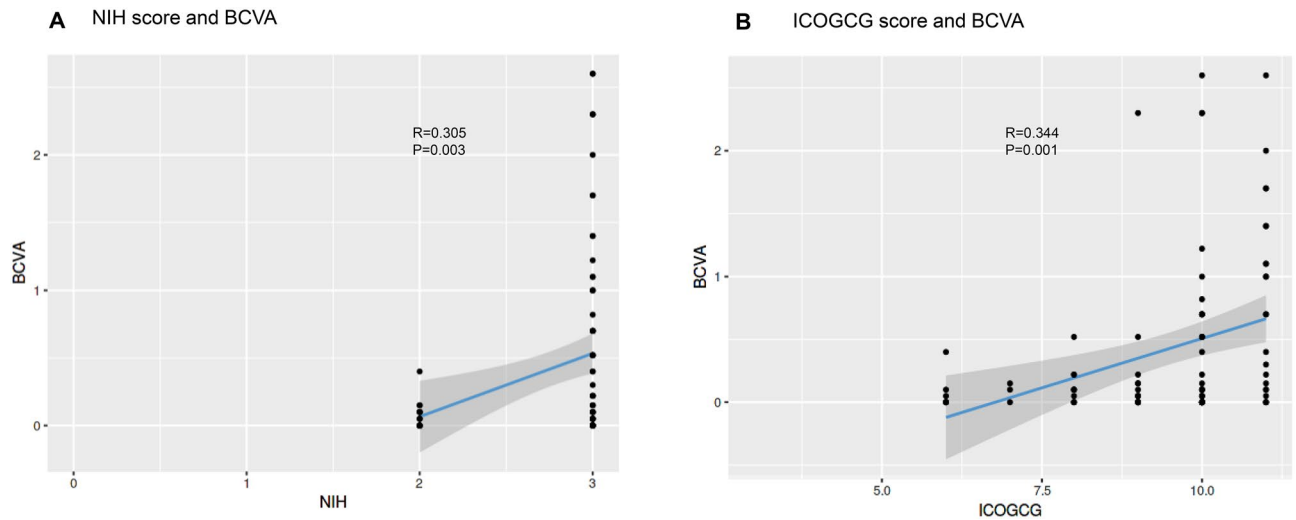 A NIH score and BCVA
R=0.305
P=0.003
2
1
0
BCVA
0 1 2 3
NIH
B ICOGCG score and BCVA
R=0.344
P=0.001
2
1
0
BCVA
5.0 7.5 10.0
ICOGCG